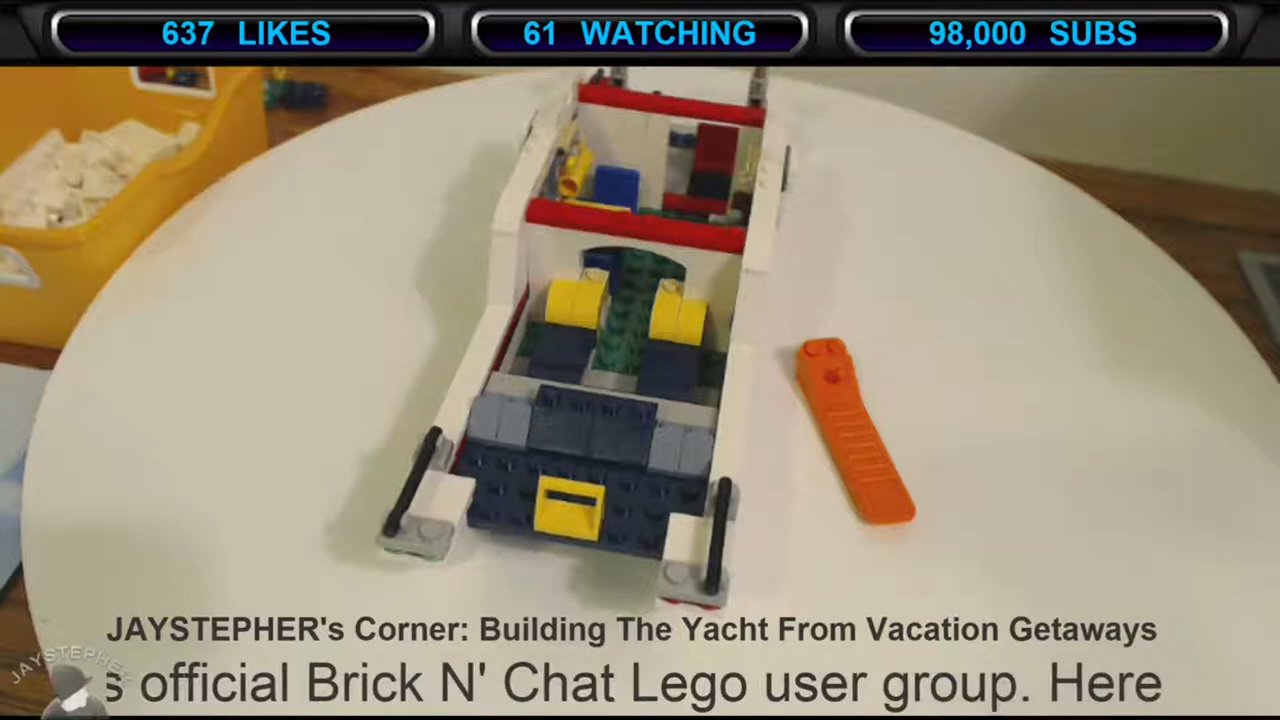 637 LIKES
61 WATCHING
98,000 SUBS
JAYSTEPHER's Corner: Building The Yacht From Vacation Getaways
s official Brick N' Chat Lego user group. Here
JAYSTEPHER